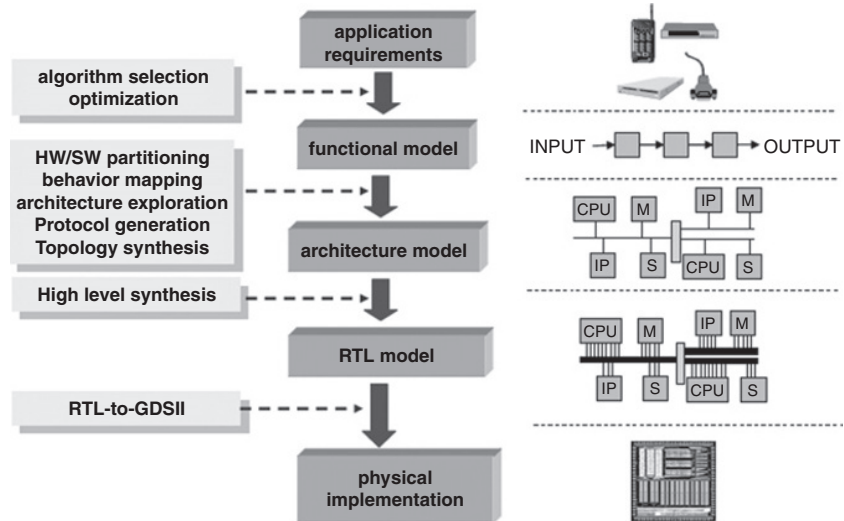 application
requirements
algorithm selection
optimization
functional model
INPUT
OUTPUT
HW/SW partitioning
behavior mapping
architecture exploration
Protocol generation
Topology synthesis
architecture model
CPU
M
IP
M
IP
S
CPU
S
High level synthesis
RTL model
CPU
M
IP
M
IP
S
CPU
S
RTL-to-GDSII
physical
implementation